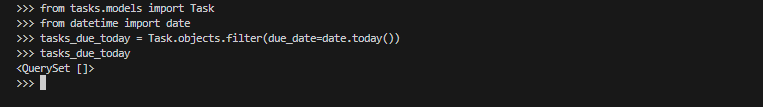 >>> from tasks.models import Task
>>> from datetime import date
>>> tasks_due_today = Task.objects.filter(due_date=date.today())
>>> tasks_due_today
<QuerySet []>
>>>